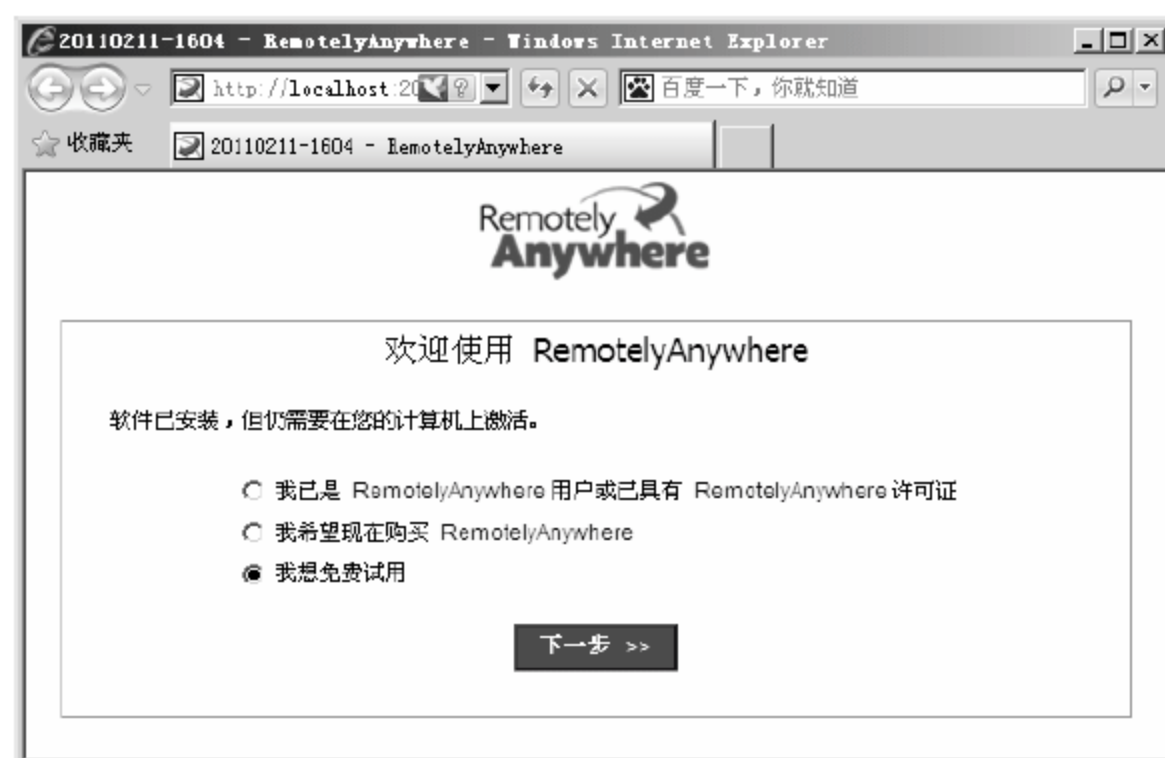 20110211-1604 - RemotelyAnywhere - Windows Internet Explorer
http://localhost:20 百度一下，你就知道
收藏夹 20110211-1604 - RemotelyAnywhere
Remotely
Anywhere
欢迎使用 RemotelyAnywhere
软件已安装，但仍需要在您的计算机上激活。
我已是 RemotelyAnywhere 用户或已具有 RemotelyAnywhere 许可证
我希望现在购买 RemotelyAnywhere
我想免费试用
下一步 >>